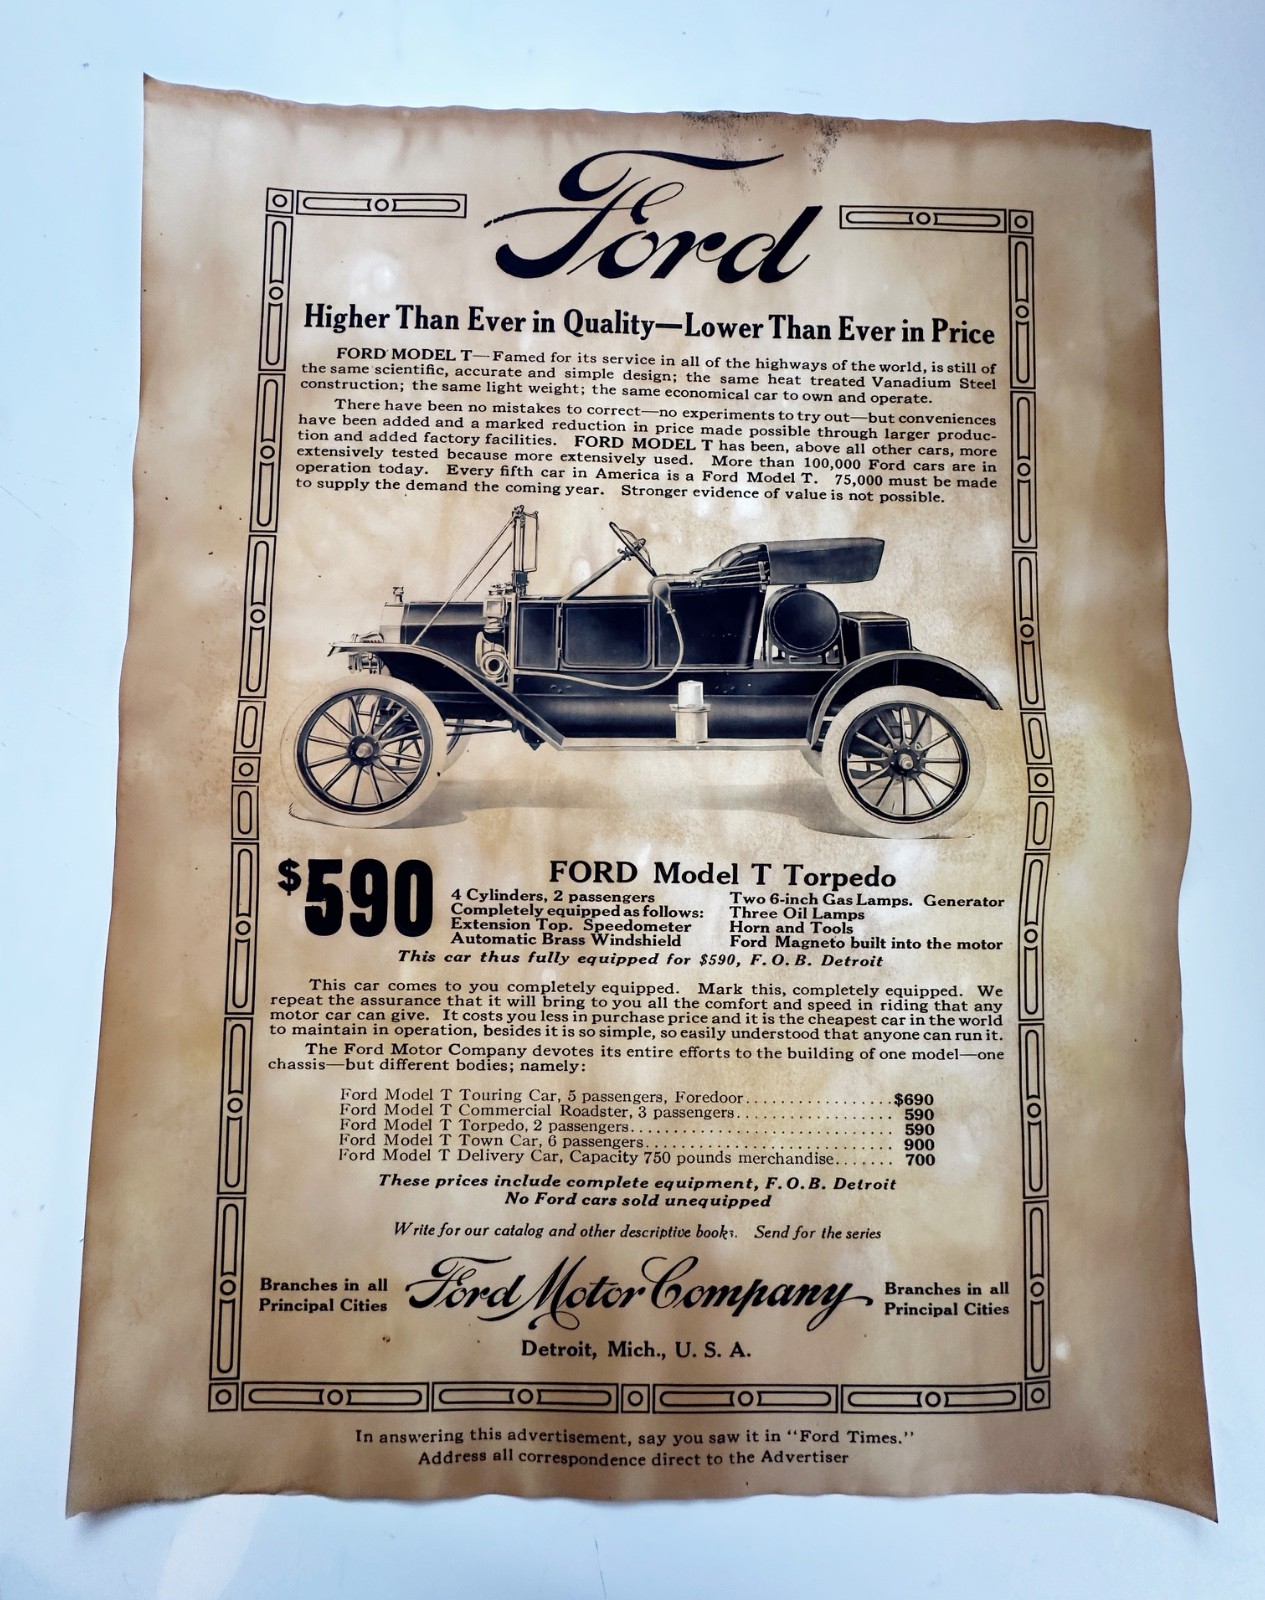 Ford
Higher Than Ever in Quality—Lower Than Ever in Price
FORD MODEL T—Famed for its service in all of the highways of the world, is still of
the same scientific, accurate and simple design; the same heat treated Vanadium Steel
construction; the same light weight; the same economical car to own and operate.
There have been no mistakes to correct—no experiments to try out—but conveniences
have been added and a marked reduction in price made possible through larger produc-
tion and added factory facilities. FORD MODEL T has been, above all other cars, more
extensively tested because more extensively used. More than 100,000 Ford cars are in
operation today. Every fifth car in America is a Ford Model T. 75,000 must be made
to supply the demand the coming year. Stronger evidence of value is not possible.
$590
FORD Model T Torpedo
4 Cylinders, 2 passengers
Completely equipped as follows:
Extension Top. Speedometer
Automatic Brass Windshield
Two 6-inch Gas Lamps. Generator
Three Oil Lamps
Horn and Tools
Ford Magneto built into the motor
This car thus fully equipped for $590, F. O. B. Detroit
This car comes to you completely equipped. Mark this, completely equipped. We
repeat the assurance that it will bring to you all the comfort and speed in riding that any
motor car can give. It costs you less in purchase price and it is the cheapest car in the world
to maintain in operation, besides it is so simple, so easily understood that anyone can run it.
The Ford Motor Company devotes its entire efforts to the building of one model—one
chassis—but different bodies; namely:
Ford Model T Touring Car, 5 passengers, Foredoor................$690
Ford Model T Commercial Roadster, 3 passengers................ 590
Ford Model T Torpedo, 2 passengers............................ 590
Ford Model T Town Car, 6 passengers.......................... 900
Ford Model T Delivery Car, Capacity 750 pounds merchandise....... 700
These prices include complete equipment, F. O. B. Detroit
No Ford cars sold unequipped
Write for our catalog and other descriptive books. Send for the series
Branches in all
Principal Cities
Ford Motor Company
Branches in all
Principal Cities
Detroit, Mich., U. S. A.
In answering this advertisement, say you saw it in "Ford Times."
Address all correspondence direct to the Advertiser